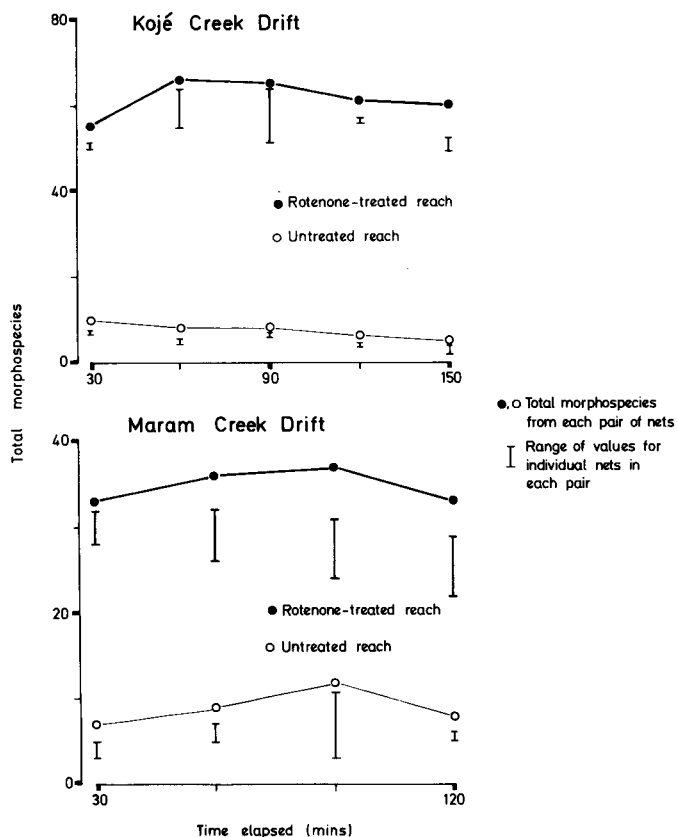 Kojé Creek Drift
80
40
0
Rotenone-treated reach
Untreated reach
30
90
150
Total morphospecies
Maram Creek Drift
40
20
0
Rotenone-treated reach
Untreated reach
30
120
Time elapsed (mins)
●,○ Total morphospecies
from each pair of nets
Range of values for
individual nets in
each pair